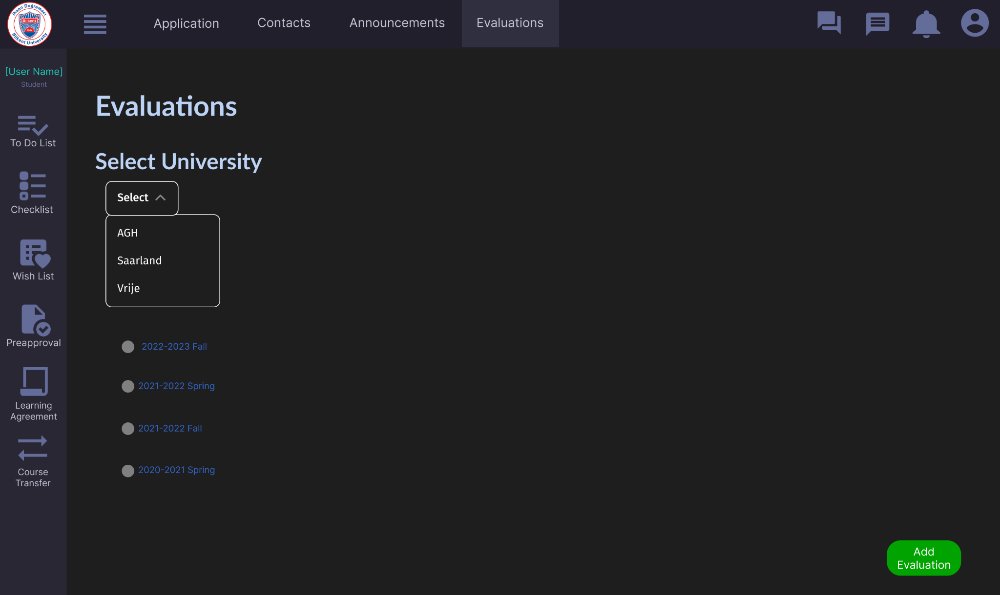 İhsan Doğramacı
Bilkent
1984
Bilkent University
Application
Contacts
Announcements
Evaluations
[User Name]
Student
To Do List
Checklist
Wish List
Preapproval
Learning
Agreement
Course
Transfer
Evaluations
Select University
Select
AGH
Saarland
Vrije
2022-2023 Fall
2021-2022 Spring
2021-2022 Fall
2020-2021 Spring
Add
Evaluation